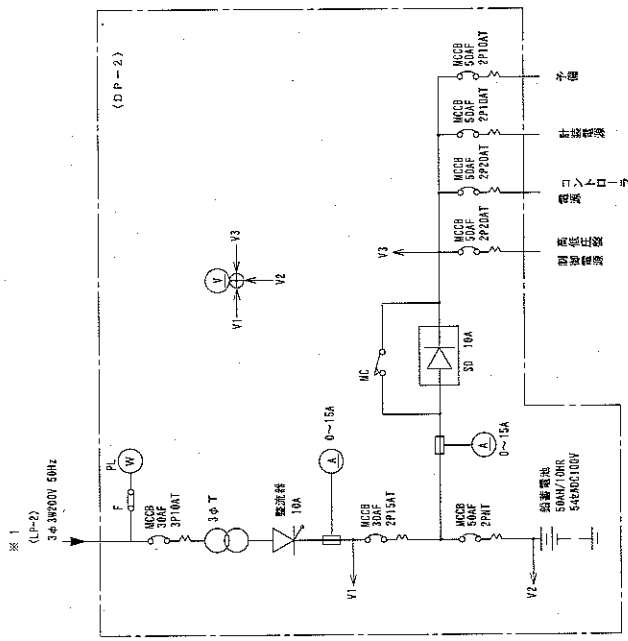 ※1
(LP-2)
3φ3W200V 50Hz
F
PL
W
MCCB
30AF
3P10AT
3φT
整流器
10A
A
0~15A
V1
MCCB
30AF
2P15AT
MCCB
50AF
2PNT
V2
鉛蓄電池
50AH/10HR
54セルDC100V
A
0~15A
MC
SD 10A
V
V1
V2
V3
V3
(DP-2)
MCCB
50AF
2P20AT
高低圧盤
制御電源
MCCB
50AF
2P20AT
コントローラ
電源
MCCB
50AF
2P10AT
計装電源
MCCB
50AF
2P10AT
予備